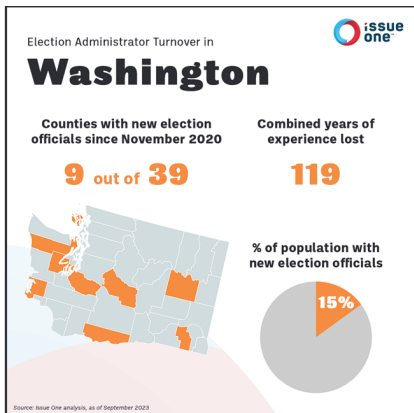 issue
one™
Election Administrator Turnover in
Washington
Counties with new election
officials since November 2020
9 out of 39
Combined years of
experience lost
119
% of population with
new election officials
15%
Source: Issue One analysis, as of September 2023